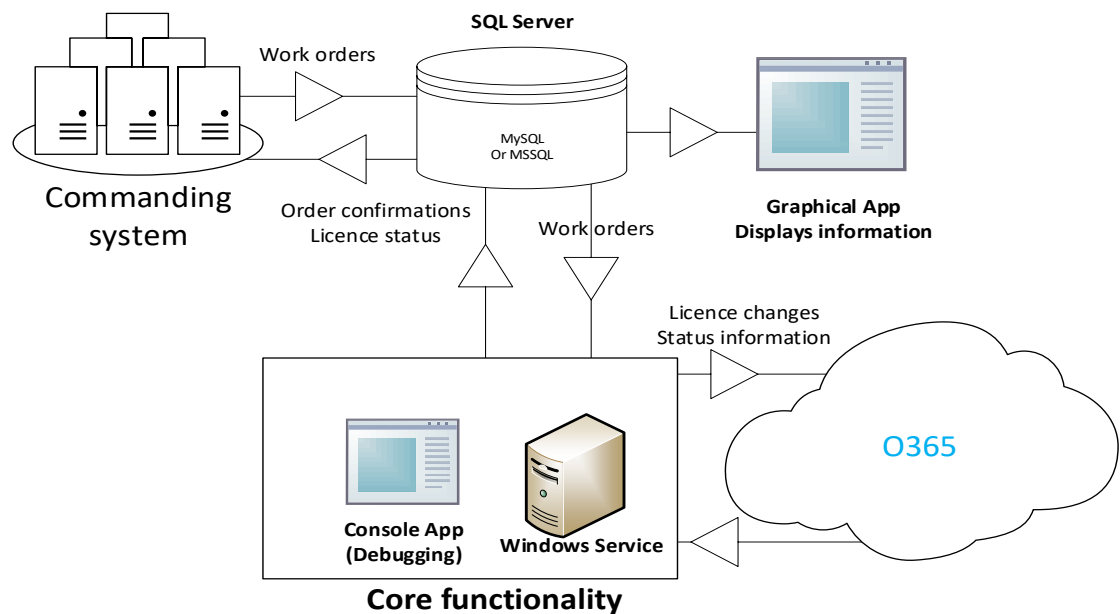 SQL Server
Work orders
MySQL
Or MSSQL
Commanding
system
Order confirmations
Licence status
Work orders
Graphical App
Displays information
Licence changes
Status information
O365
Console App
(Debugging)
Windows Service
Core functionality